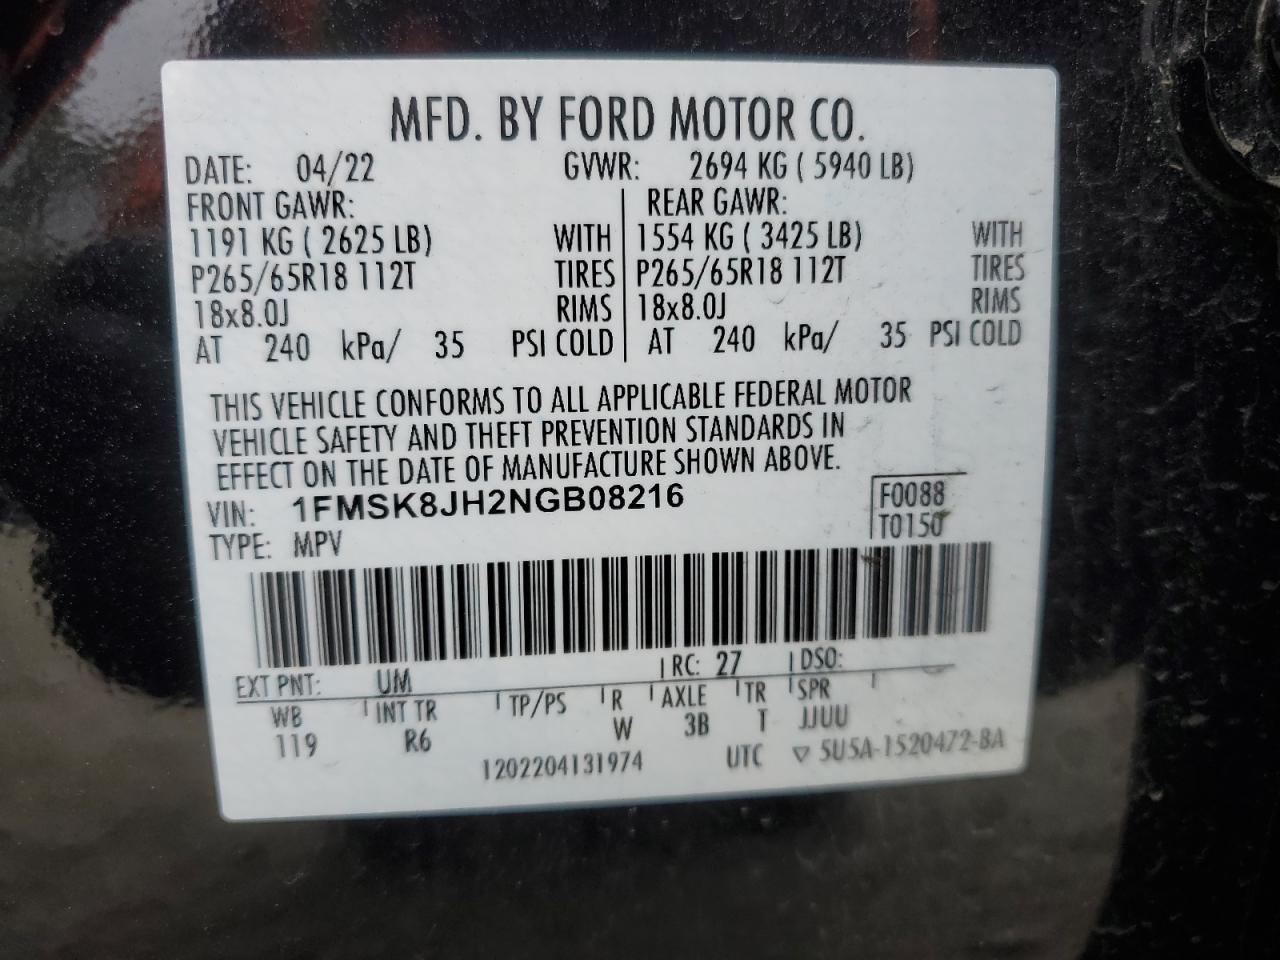 MFD. BY FORD MOTOR CO.
DATE: 04/22 GVWR: 2694 KG ( 5940 LB)
FRONT GAWR: REAR GAWR:
1191 KG ( 2625 LB) WITH 1554 KG ( 3425 LB) WITH
P265/65R18 112T TIRES P265/65R18 112T TIRES
18x8.0J RIMS 18x8.0J RIMS
AT 240 kPa/ 35 PSI COLD AT 240 kPa/ 35 PSI COLD
THIS VEHICLE CONFORMS TO ALL APPLICABLE FEDERAL MOTOR
VEHICLE SAFETY AND THEFT PREVENTION STANDARDS IN
EFFECT ON THE DATE OF MANUFACTURE SHOWN ABOVE.
VIN: 1FMSK8JH2NGB08216 F0088
TYPE: MPV T0150
EXT PNT: UM RC: 27 DSO:
WB INT TR TP/PS R AXLE TR SPR
119 R6 W 3B T JJUU
1202204131974 UTC ▽ 5U5A-1520472-BA